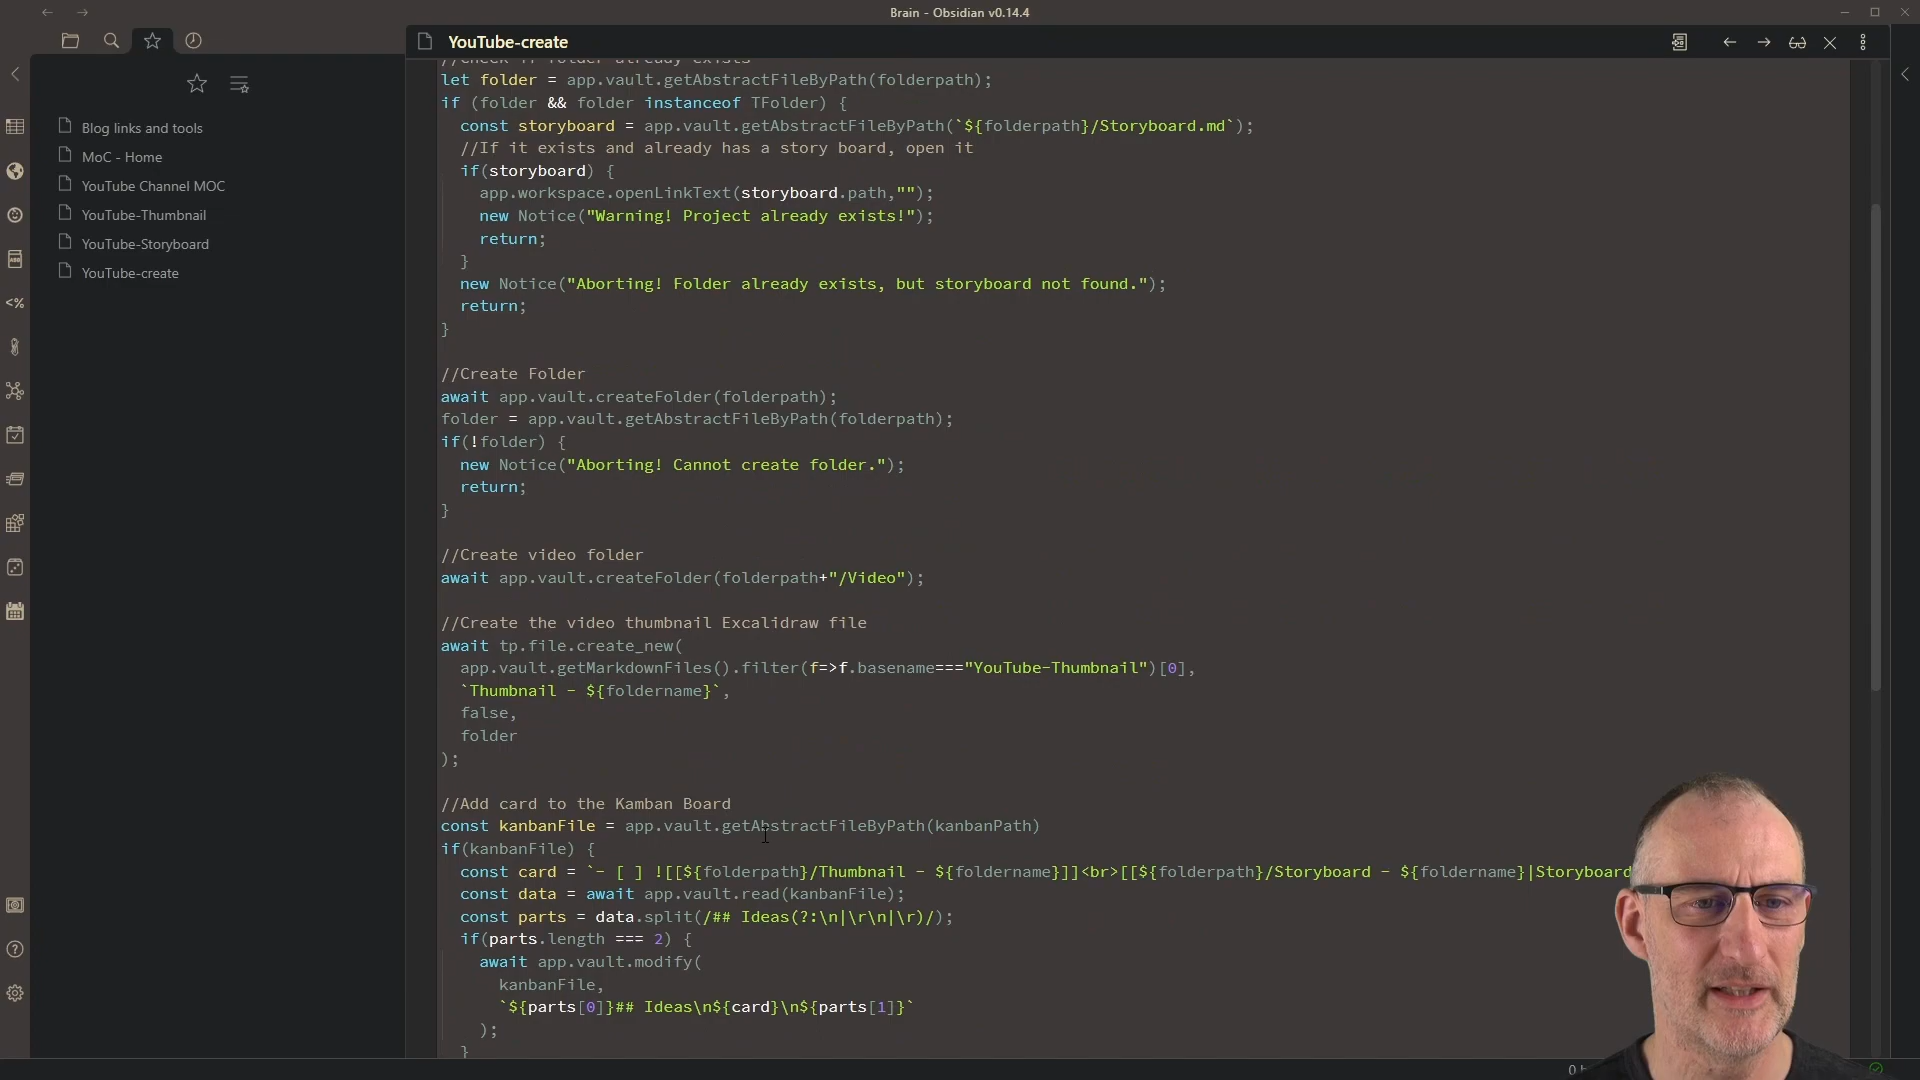 Brain - Obsidian v0.14.4
YouTube-create
Blog links and tools
MoC - Home
YouTube Channel MOC
YouTube-Thumbnail
YouTube-Storyboard
YouTube-create
//Check if folder already exists
let folder = app.vault.getAbstractFileByPath(folderpath);
if (folder && folder instanceof TFolder) {
  const storyboard = app.vault.getAbstractFileByPath(`${folderpath}/Storyboard.md`);
  //If it exists and already has a story board, open it
  if(storyboard) {
    app.workspace.openLinkText(storyboard.path,"");
    new Notice("Warning! Project already exists!");
    return;
  }
  new Notice("Aborting! Folder already exists, but storyboard not found.");
  return;
}
//Create Folder
await app.vault.createFolder(folderpath);
folder = app.vault.getAbstractFileByPath(folderpath);
if(!folder) {
  new Notice("Aborting! Cannot create folder.");
  return;
}
//Create video folder
await app.vault.createFolder(folderpath+"/Video");
//Create the video thumbnail Excalidraw file
await tp.file.create_new(
  app.vault.getMarkdownFiles().filter(f=>f.basename==="YouTube-Thumbnail")[0],
  `Thumbnail - ${foldername}`,
  false,
  folder
);
//Add card to the Kamban Board
const kanbanFile = app.vault.getAbstractFileByPath(kanbanPath)
if(kanbanFile) {
  const card = `- [ ] ![[${folderpath}/Thumbnail - ${foldername}]]<br>[[${folderpath}/Storyboard - ${foldername}|Storyboard
  const data = await app.vault.read(kanbanFile);
  const parts = data.split(/## Ideas(?:\n|\r\n|\r)/);
  if(parts.length === 2) {
    await app.vault.modify(
      kanbanFile,
      `${parts[0]}## Ideas\n${card}\n${parts[1]}`
    );
  }